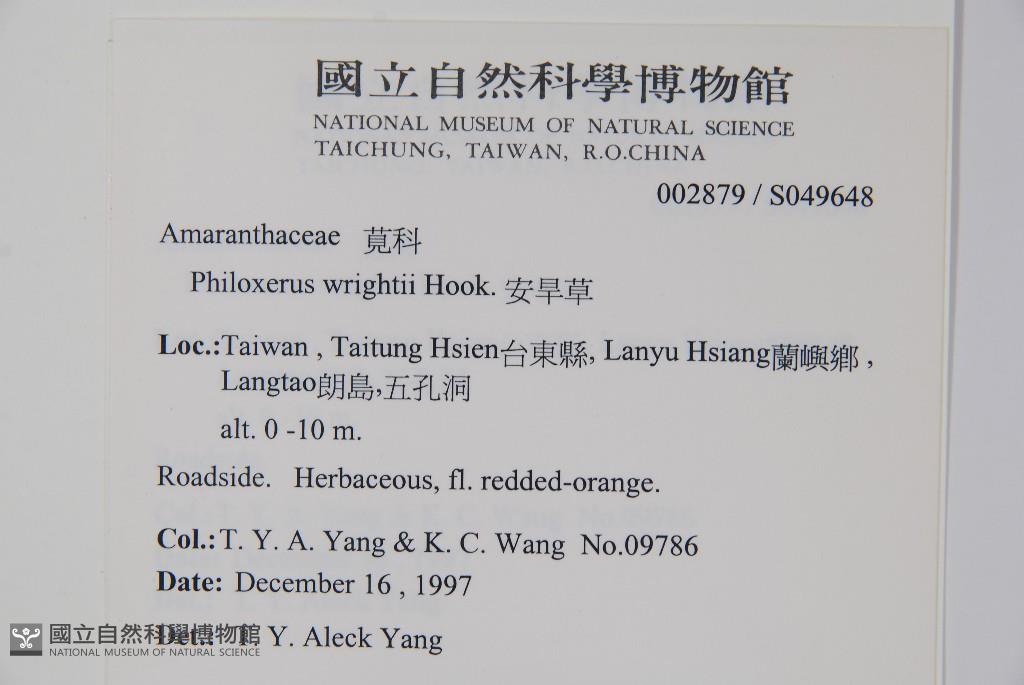 國立自然科學博物館
NATIONAL MUSEUM OF NATURAL SCIENCE
TAICHUNG, TAIWAN, R.O.CHINA
002879 / S049648
Amaranthaceae 莧科
Philoxerus wrightii Hook. 安旱草
Loc.:Taiwan , Taitung Hsien台東縣, Lanyu Hsiang蘭嶼鄉 ,
Langtao朗島,五孔洞
alt. 0 -10 m.
Roadside. Herbaceous, fl. redded-orange.
Col.: T. Y. A. Yang & K. C. Wang No.09786
Date: December 16 , 1997
Det.: T. Y. Aleck Yang
國立自然科學博物館
NATIONAL MUSEUM OF NATURAL SCIENCE